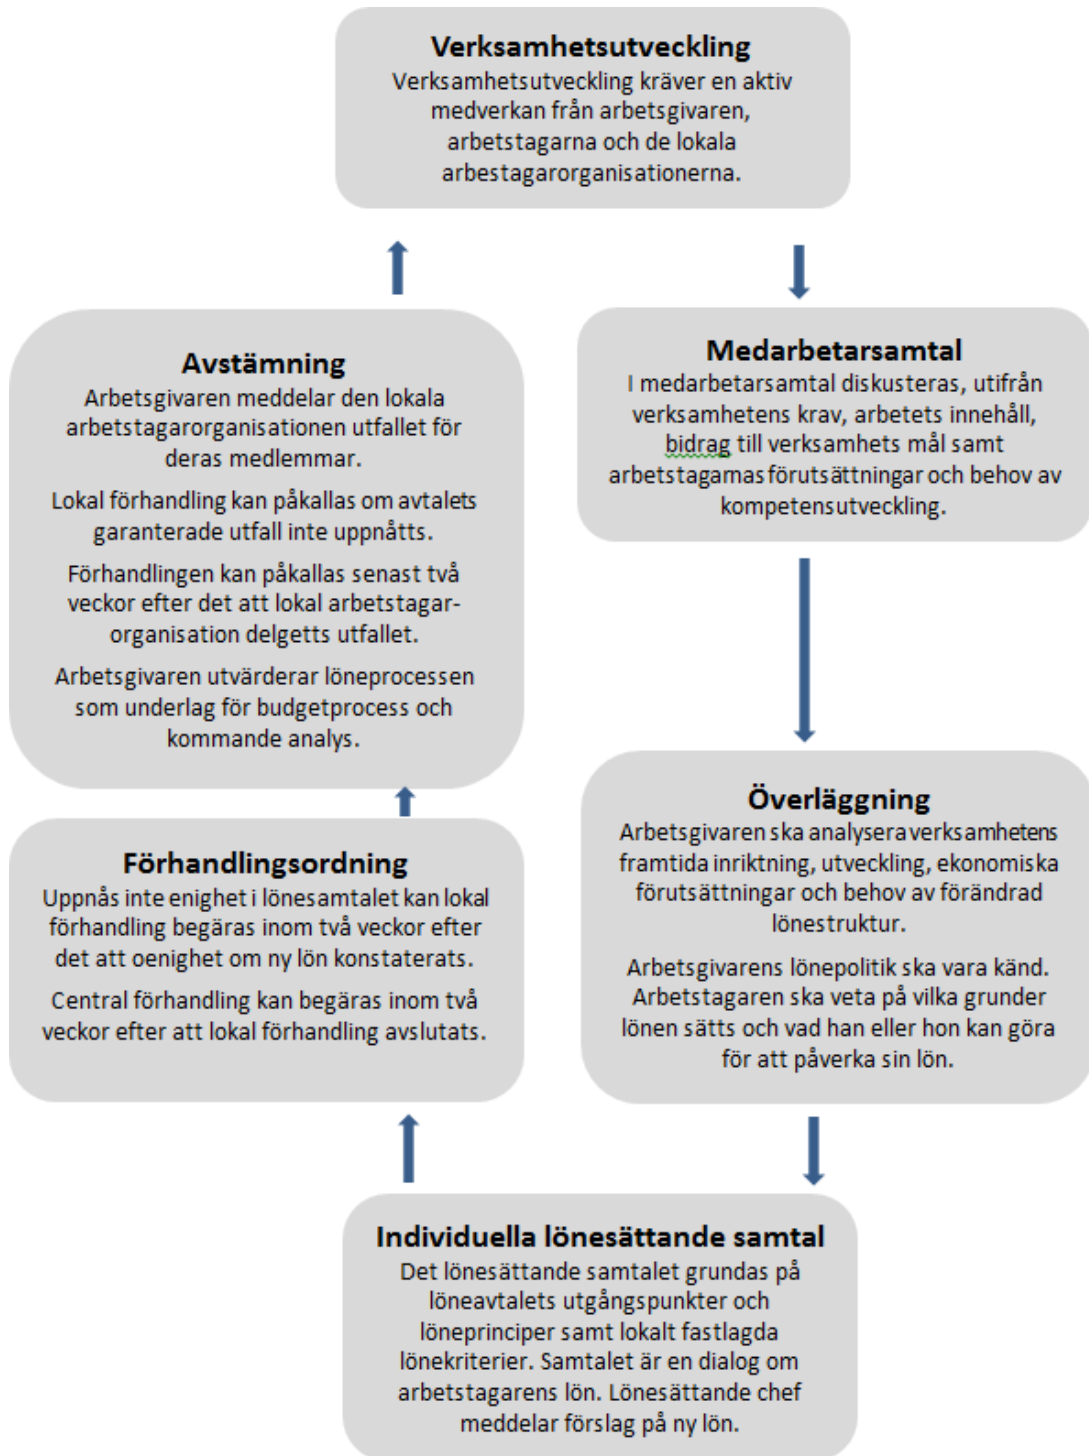 Verksamhetsutveckling
Verksamhetsutveckling kräver en aktiv
medverkan från arbetsgivaren,
arbetstagarna och de lokala
arbestagarorganisationerna.
Medarbetarsamtal
I medarbetarsamtal diskusteras, utifrån
verksamhetens krav, arbetets innehåll,
bidrag till verksamhets mål samt
arbetstagarnas förutsättningar och behov av
kompetensutveckling.
Överläggning
Arbetsgivaren ska analysera verksamhetens
framtida inriktning, utveckling, ekonomiska
förutsättningar och behov av förändrad
lönestruktur.
Arbetsgivarens lönepolitik ska vara känd.
Arbetstagaren ska veta på vilka grunder
lönen sätts och vad han eller hon kan göra
för att påverka sin lön.
Individuella lönesättande samtal
Det lönesättande samtalet grundas på
löneavtalets utgångspunkter och
löneprinciper samt lokalt fastlagda
lönekriterier. Samtalet är en dialog om
arbetstagarens lön. Lönesättande chef
meddelar förslag på ny lön.
Förhandlingsordning
Uppnås inte enighet i lönesamtalet kan lokal
förhandling begäras inom två veckor efter
det att oenighet om ny lön konstaterats.
Central förhandling kan begäras inom två
veckor efter att lokal förhandling avslutats.
Avstämning
Arbetsgivaren meddelar den lokala
arbetstagarorganisationen utfallet för
deras medlemmar.
Lokal förhandling kan påkallas om avtalets
garanterade utfall inte uppnåtts.
Förhandlingen kan påkallas senast två
veckor efter det att lokal arbetstagar-
organisation delgetts utfallet.
Arbetsgivaren utvärderar löneprocessen
som underlag för budgetprocess och
kommande analys.